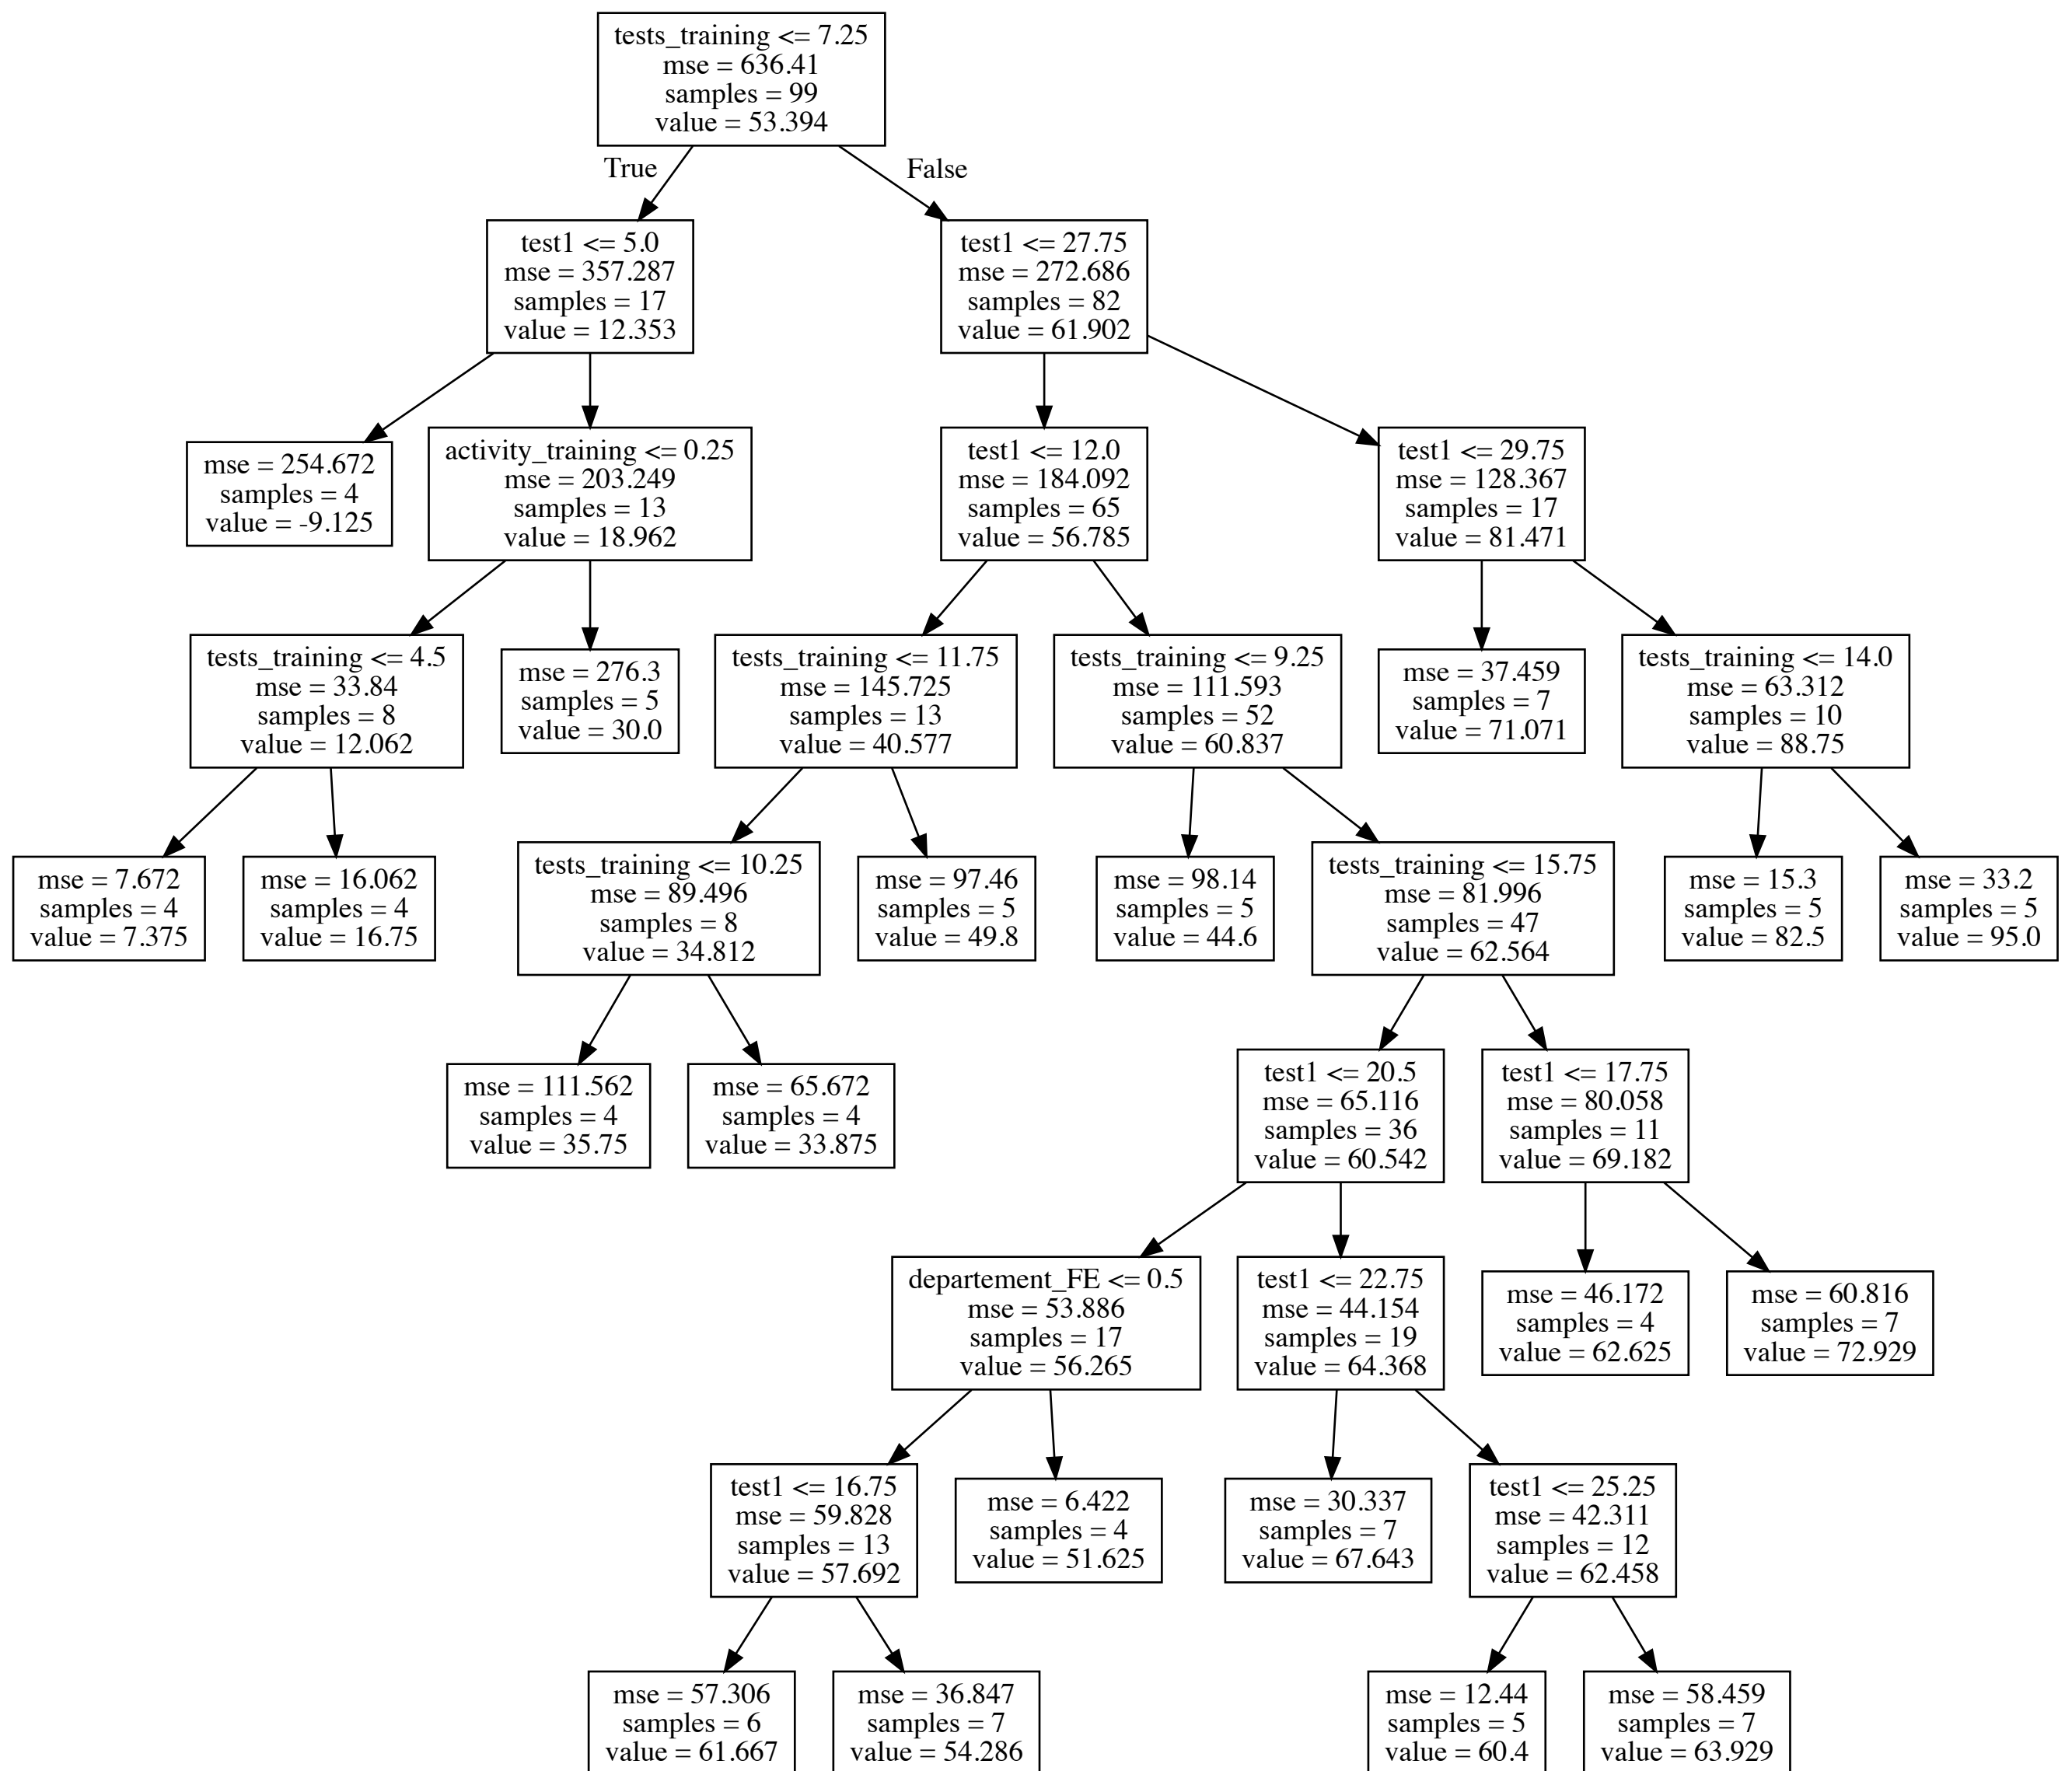 tests_training <= 7.25
mse = 636.41
samples = 99
value = 53.394
True
False
test1 <= 5.0
mse = 357.287
samples = 17
value = 12.353
test1 <= 27.75
mse = 272.686
samples = 82
value = 61.902
mse = 254.672
samples = 4
value = -9.125
activity_training <= 0.25
mse = 203.249
samples = 13
value = 18.962
test1 <= 12.0
mse = 184.092
samples = 65
value = 56.785
test1 <= 29.75
mse = 128.367
samples = 17
value = 81.471
tests_training <= 4.5
mse = 33.84
samples = 8
value = 12.062
mse = 276.3
samples = 5
value = 30.0
tests_training <= 11.75
mse = 145.725
samples = 13
value = 40.577
tests_training <= 9.25
mse = 111.593
samples = 52
value = 60.837
mse = 37.459
samples = 7
value = 71.071
tests_training <= 14.0
mse = 63.312
samples = 10
value = 88.75
mse = 7.672
samples = 4
value = 7.375
mse = 16.062
samples = 4
value = 16.75
tests_training <= 10.25
mse = 89.496
samples = 8
value = 34.812
mse = 97.46
samples = 5
value = 49.8
mse = 98.14
samples = 5
value = 44.6
tests_training <= 15.75
mse = 81.996
samples = 47
value = 62.564
mse = 15.3
samples = 5
value = 82.5
mse = 33.2
samples = 5
value = 95.0
mse = 111.562
samples = 4
value = 35.75
mse = 65.672
samples = 4
value = 33.875
test1 <= 20.5
mse = 65.116
samples = 36
value = 60.542
test1 <= 17.75
mse = 80.058
samples = 11
value = 69.182
departement_FE <= 0.5
mse = 53.886
samples = 17
value = 56.265
test1 <= 22.75
mse = 44.154
samples = 19
value = 64.368
mse = 46.172
samples = 4
value = 62.625
mse = 60.816
samples = 7
value = 72.929
test1 <= 16.75
mse = 59.828
samples = 13
value = 57.692
mse = 6.422
samples = 4
value = 51.625
mse = 30.337
samples = 7
value = 67.643
test1 <= 25.25
mse = 42.311
samples = 12
value = 62.458
mse = 57.306
samples = 6
value = 61.667
mse = 36.847
samples = 7
value = 54.286
mse = 12.44
samples = 5
value = 60.4
mse = 58.459
samples = 7
value = 63.929